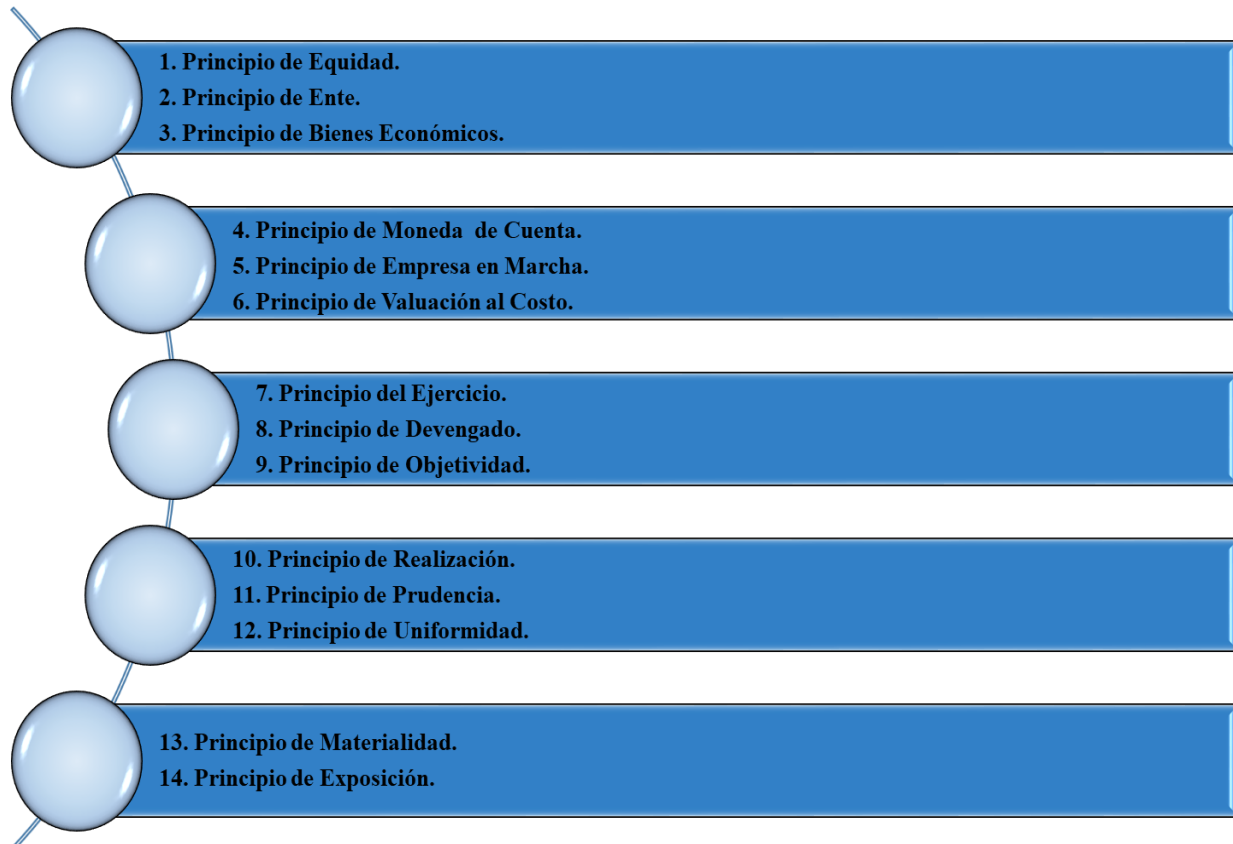 1. Principio de Equidad.
2. Principio de Ente.
3. Principio de Bienes Económicos.
4. Principio de Moneda  de Cuenta.
5. Principio de Empresa en Marcha.
6. Principio de Valuación al Costo.
7. Principio del Ejercicio.
8. Principio de Devengado.
9. Principio de Objetividad.
10. Principio de Realización.
11. Principio de Prudencia.
12. Principio de Uniformidad.
13. Principio de Materialidad.
14. Principio de Exposición.